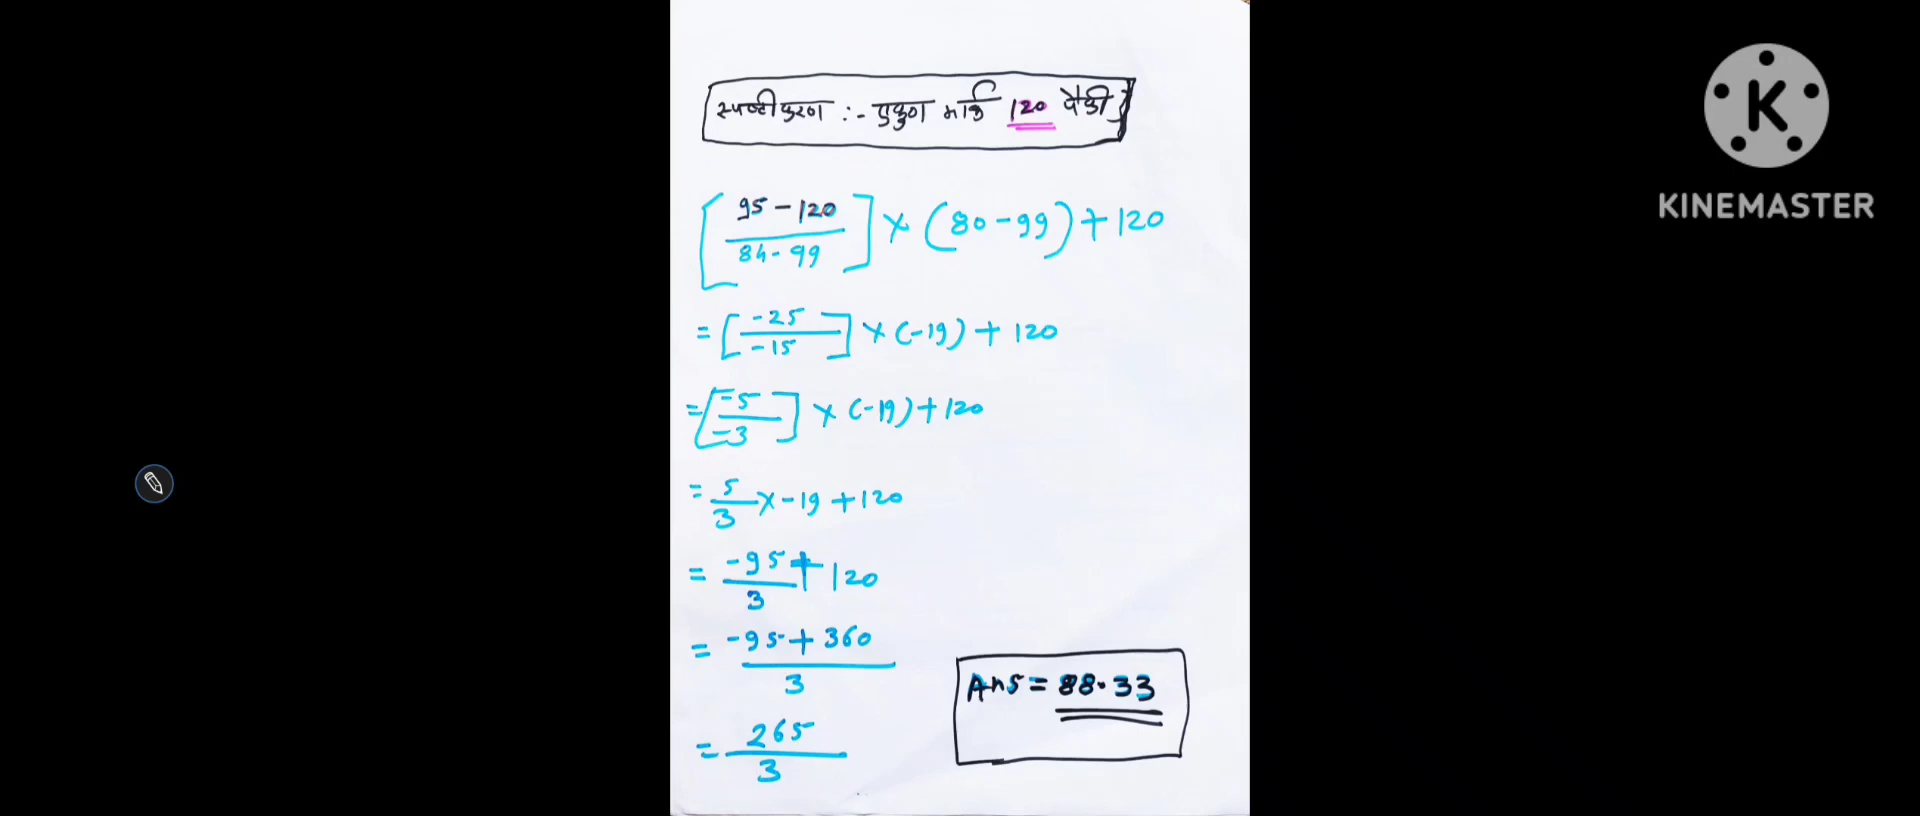 स्पष्टीकरण :- एकुण मार्क 120 पैकी
[ 95 - 120 / 84 - 99 ] × (80 - 99) + 120
= [ -25 / -15 ] × (-19) + 120
= [ -5 / -3 ] × (-19) + 120
= 5/3 × -19 + 120
= -95/3 + 120
= -95 + 360 / 3
= 265 / 3
Ans = 88.33
K
KINEMASTER